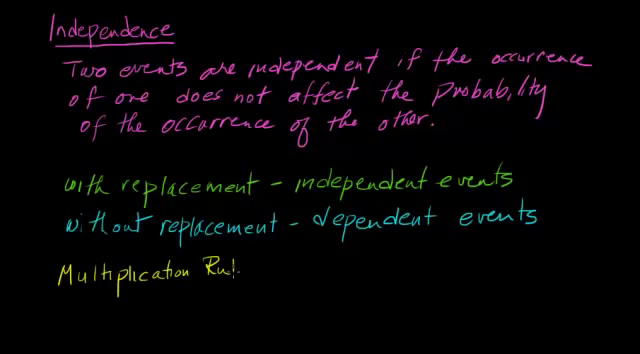 Independence
Two events are independent if the occurrence
of one does not affect the probability
of the occurrence of the other.
with replacement - independent events
without replacement - dependent events
Multiplication Rul